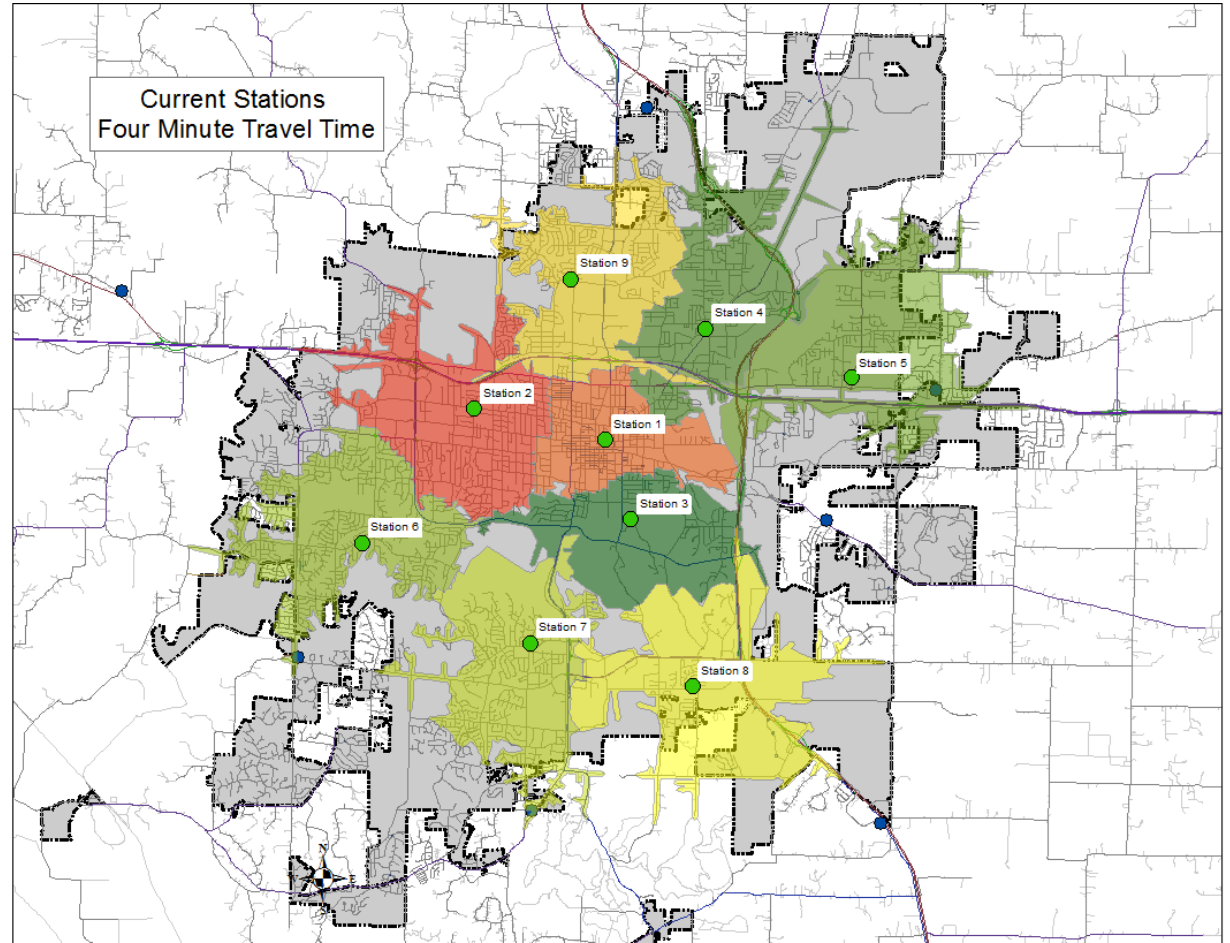 Current Stations
Four Minute Travel Time
Station 9
Station 4
Station 5
Station 2
Station 1
Station 3
Station 6
Station 7
Station 8
N
E